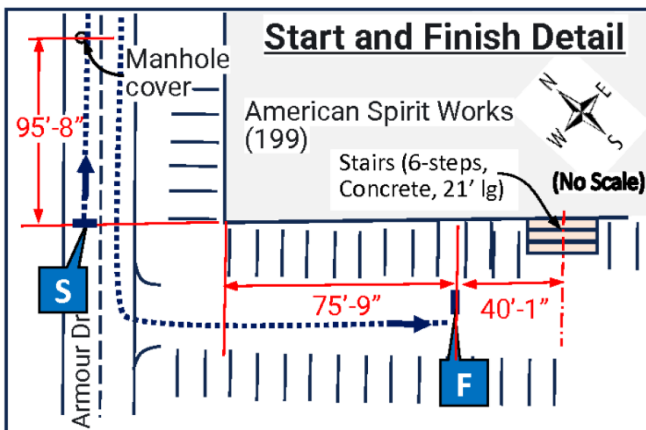 Start and Finish Detail
Manhole
cover
American Spirit Works
(199)
N
E
W
S
95’-8”
Stairs (6-steps,
Concrete, 21’ lg)
(No Scale)
S
75’-9”
40’-1”
F
Armour Dr